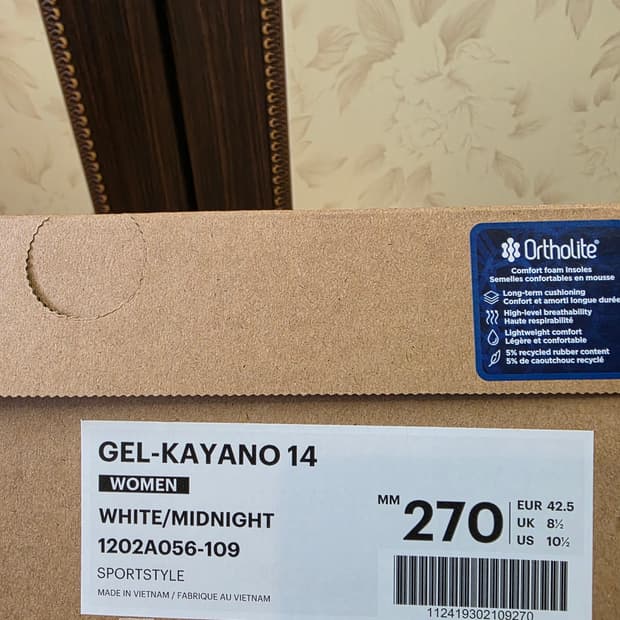 Ortholite®
Comfort foam Insoles
Semelles confortables en mousse
Long-term cushioning
Confort et amorti longue durée
High-level breathability
Haute respirabilité
Lightweight comfort
Légère et confortable
5% recycled rubber content
5% de caoutchouc recyclé
GEL-KAYANO 14
WOMEN
WHITE/MIDNIGHT
1202A056-109
SPORTSTYLE
MADE IN VIETNAM / FABRIQUE AU VIETNAM
MM 270
EUR 42.5
UK 8½
US 10½
112419302109270